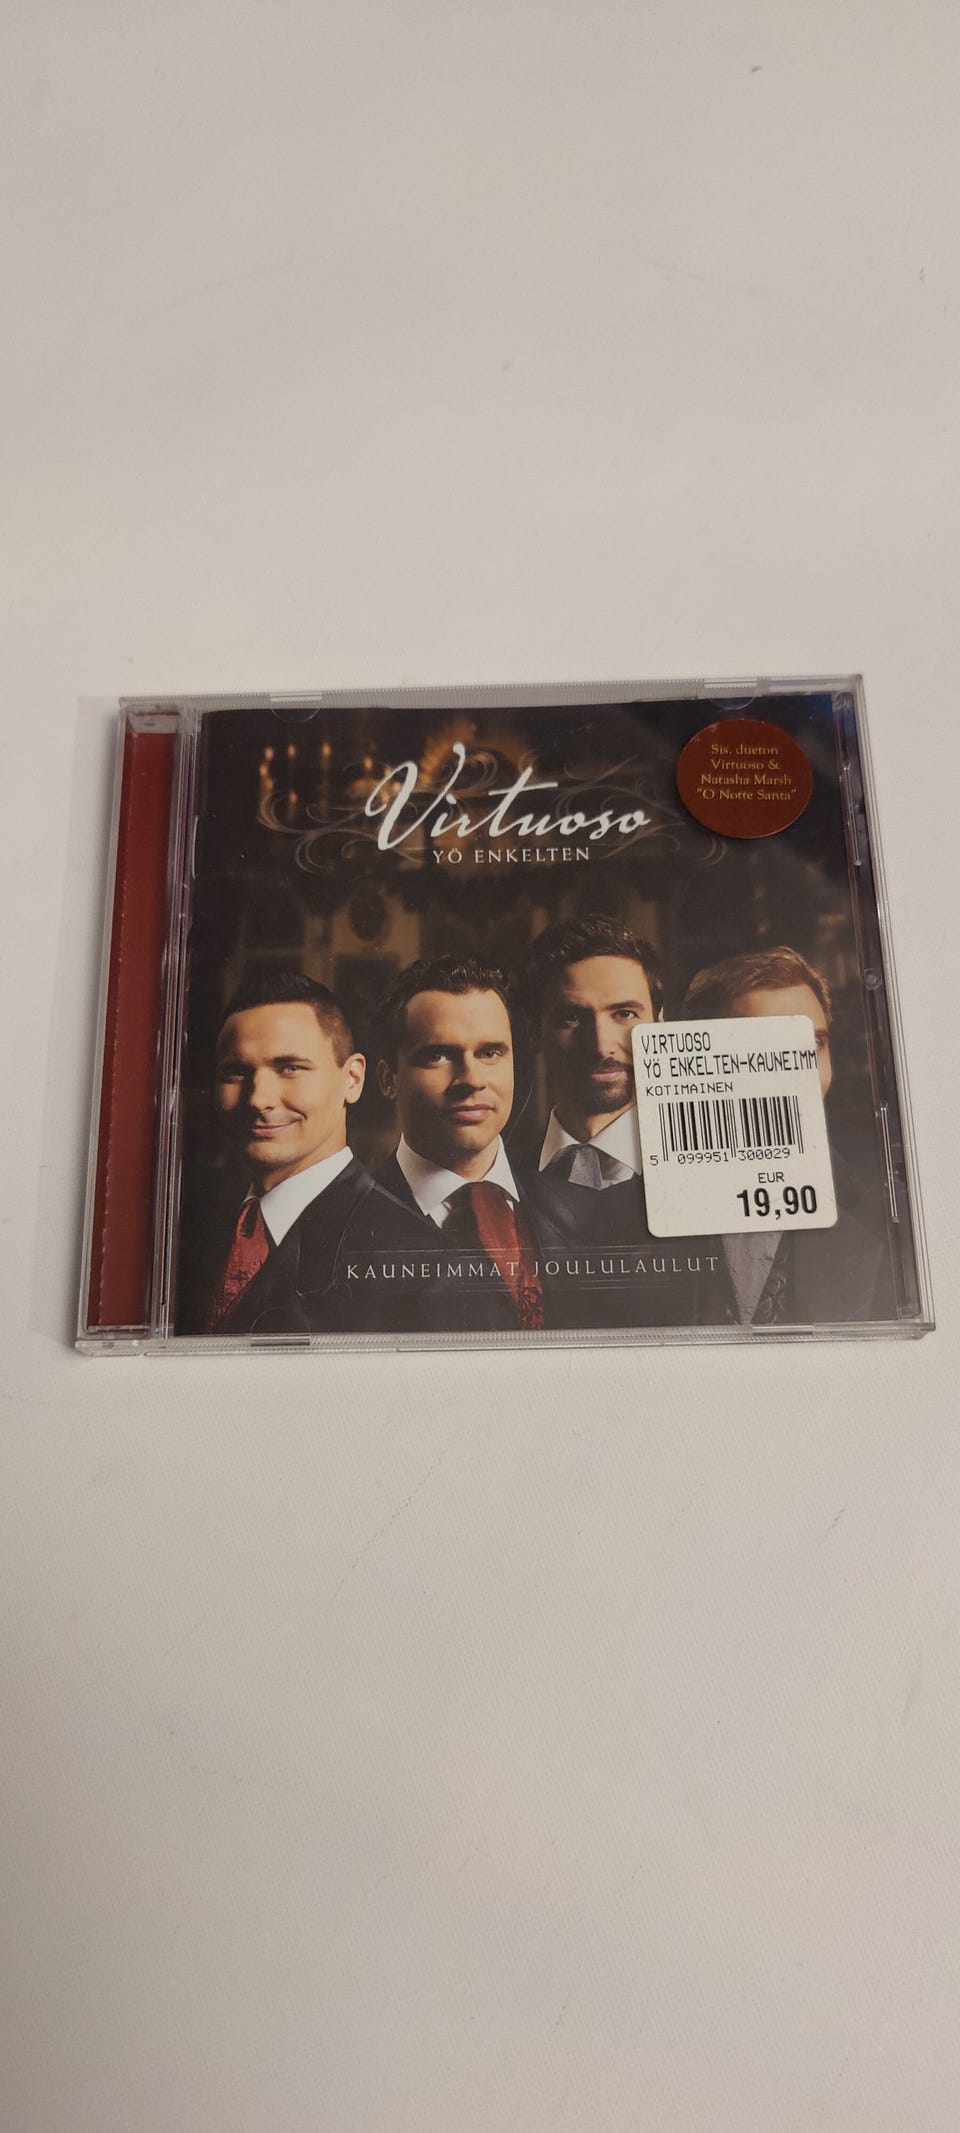 Virtuoso
YÖ ENKELTEN
Sis. dueton
Virtuoso &
Natasha Marsh
"O Notte Santa"
VIRTUOSO
YÖ ENKELTEN-KAUNEIMM
KOTIMAINEN
5 099951 300029
EUR
19,90
KAUNEIMMAT JOULULAULUT